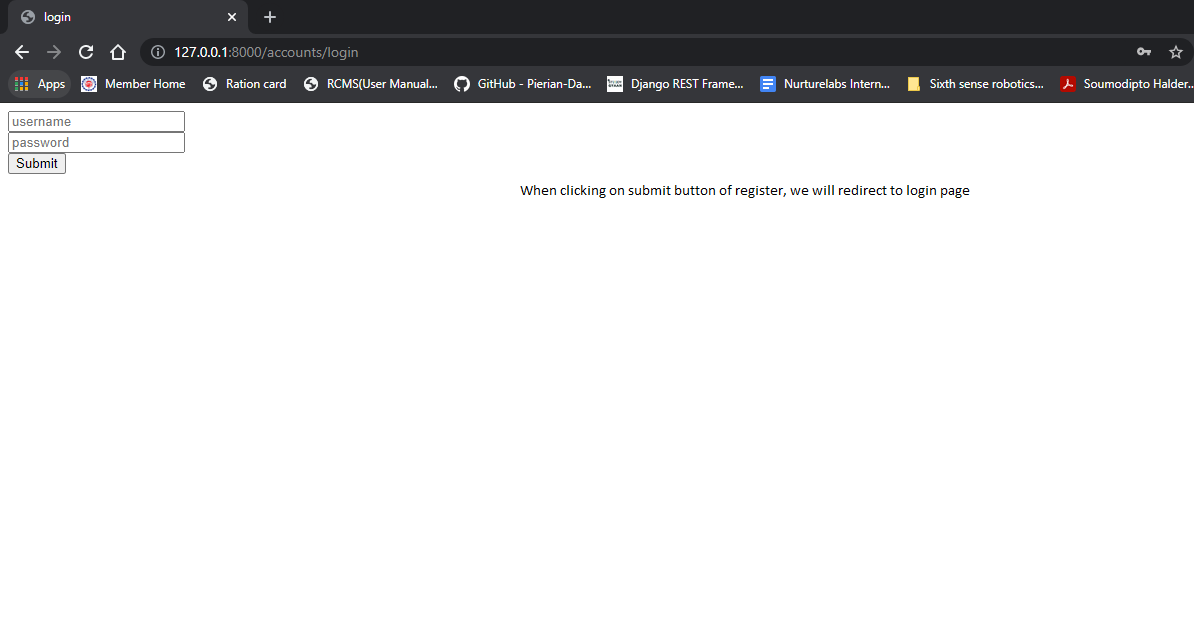 login
127.0.0.1:8000/accounts/login
Apps Member Home Ration card RCMS(User Manual... GitHub - Pierian-Da... Django REST Frame... Nurturelabs Intern... Sixth sense robotics... Soumodipto Halder...
username
password
Submit
When clicking on submit button of register, we will redirect to login page